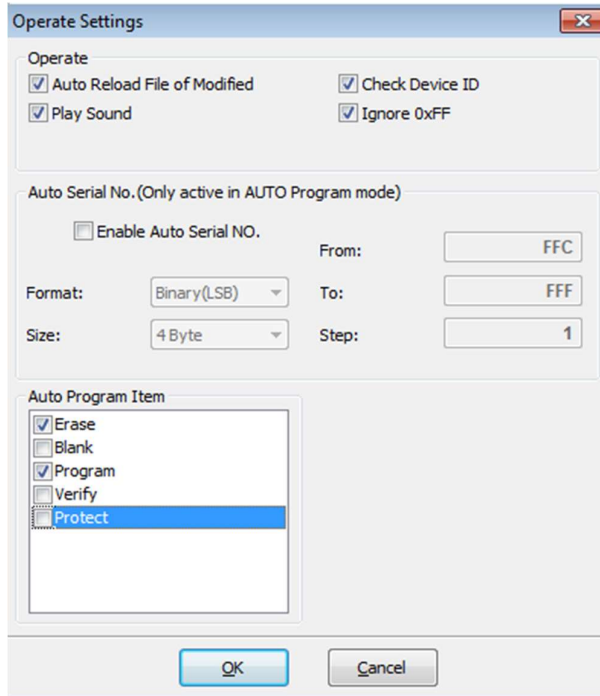 Operate Settings
Operate
Auto Reload File of Modified
Check Device ID
Play Sound
Ignore 0xFF
Auto Serial No.(Only active in AUTO Program mode)
Enable Auto Serial NO.
From: FFC
Format: Binary(LSB) To: FFF
Size: 4 Byte Step: 1
Auto Program Item
Erase
Blank
Program
Verify
Protect
OK Cancel